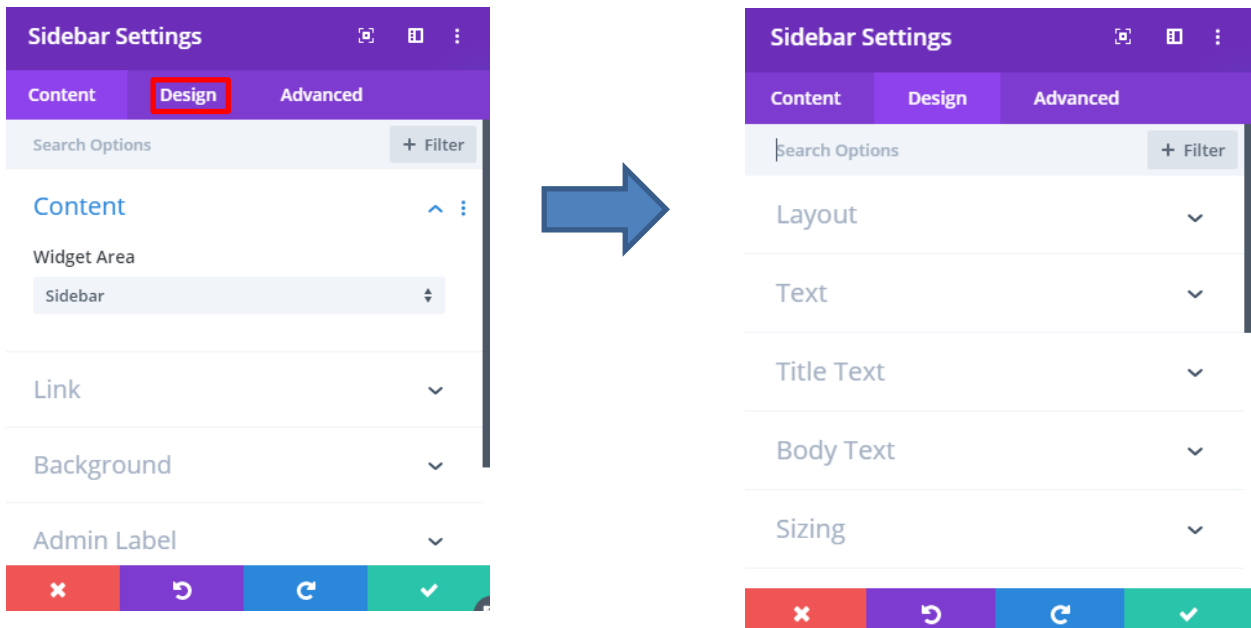 Sidebar Settings
Content Design Advanced
Search Options + Filter
Content
Widget Area
Sidebar
Link
Background
Admin Label
Sidebar Settings
Content Design Advanced
Search Options + Filter
Layout
Text
Title Text
Body Text
Sizing